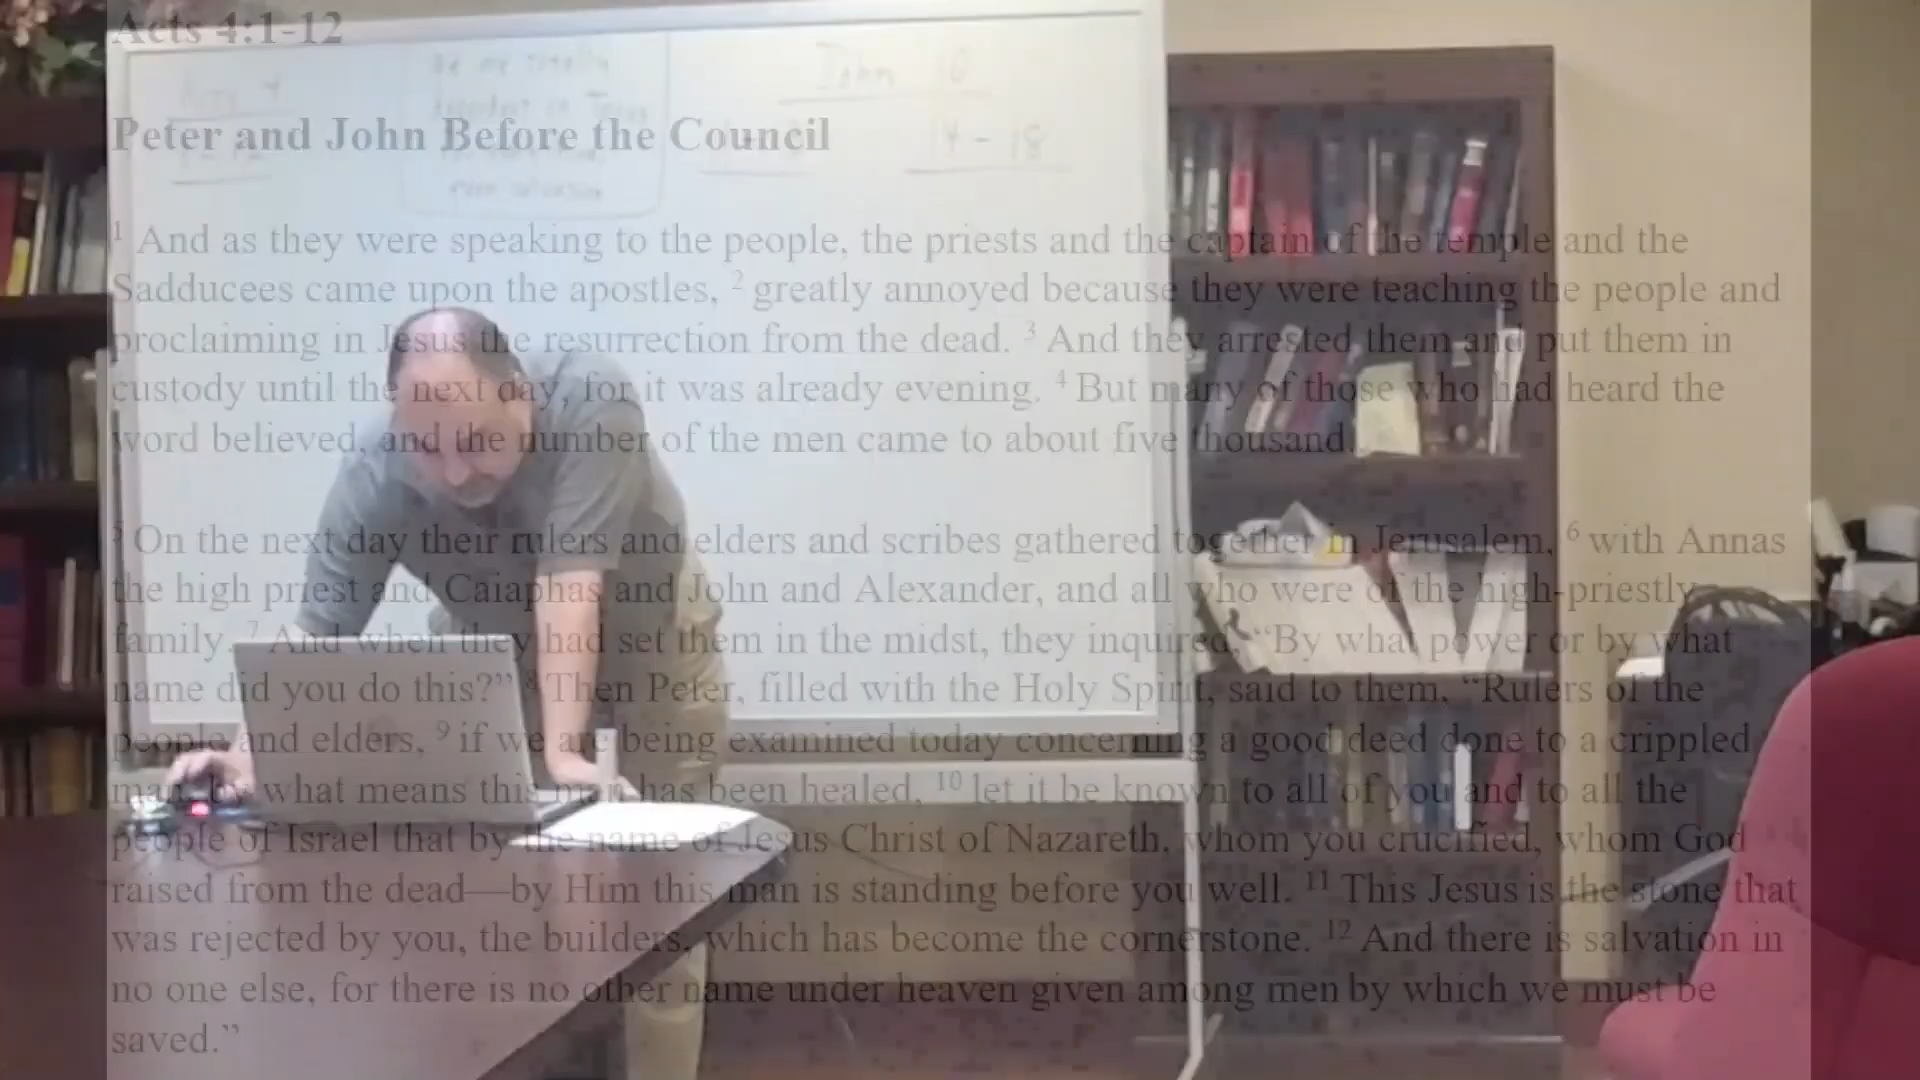 Acts 4:1-12
John 10
14-18
Peter and John Before the Council
1 And as they were speaking to the people, the priests and the captain of the temple and the
Sadducees came upon the apostles, 2 greatly annoyed because they were teaching the people and
proclaiming in Jesus the resurrection from the dead. 3 And they arrested them and put them in
custody until the next day, for it was already evening. 4 But many of those who had heard the
word believed, and the number of the men came to about five thousand.
5 On the next day their rulers and elders and scribes gathered together in Jerusalem, 6 with Annas
the high priest and Caiaphas and John and Alexander, and all who were of the high-priestly
family. 7 And when they had set them in the midst, they inquired, “By what power or by what
name did you do this?” 8 Then Peter, filled with the Holy Spirit, said to them, “Rulers of the
people and elders, 9 if we are being examined today concerning a good deed done to a crippled
man, by what means this man has been healed, 10 let it be known to all of you and to all the
people of Israel that by the name of Jesus Christ of Nazareth, whom you crucified, whom God
raised from the dead—by Him this man is standing before you well. 11 This Jesus is the stone that
was rejected by you, the builders, which has become the cornerstone. 12 And there is salvation in
no one else, for there is no other name under heaven given among men by which we must be
saved.”